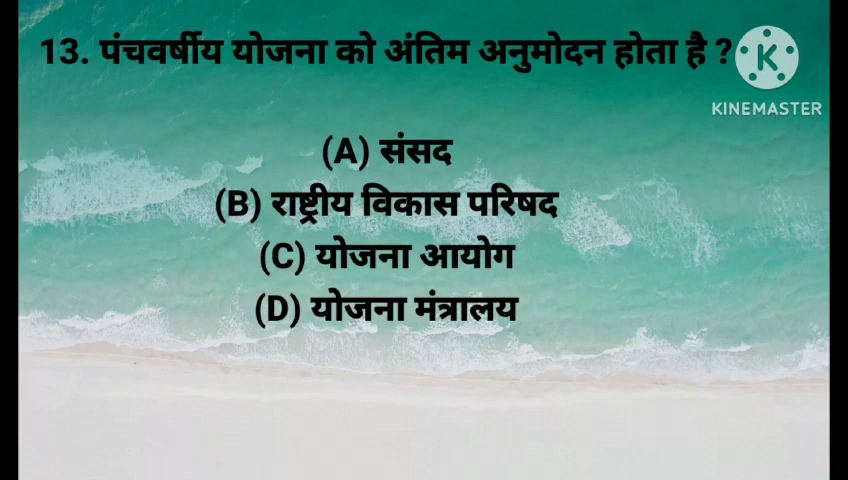 13. पंचवर्षीय योजना को अंतिम अनुमोदन होता है ?
KINEMASTER
(A) संसद
(B) राष्ट्रीय विकास परिषद
(C) योजना आयोग
(D) योजना मंत्रालय